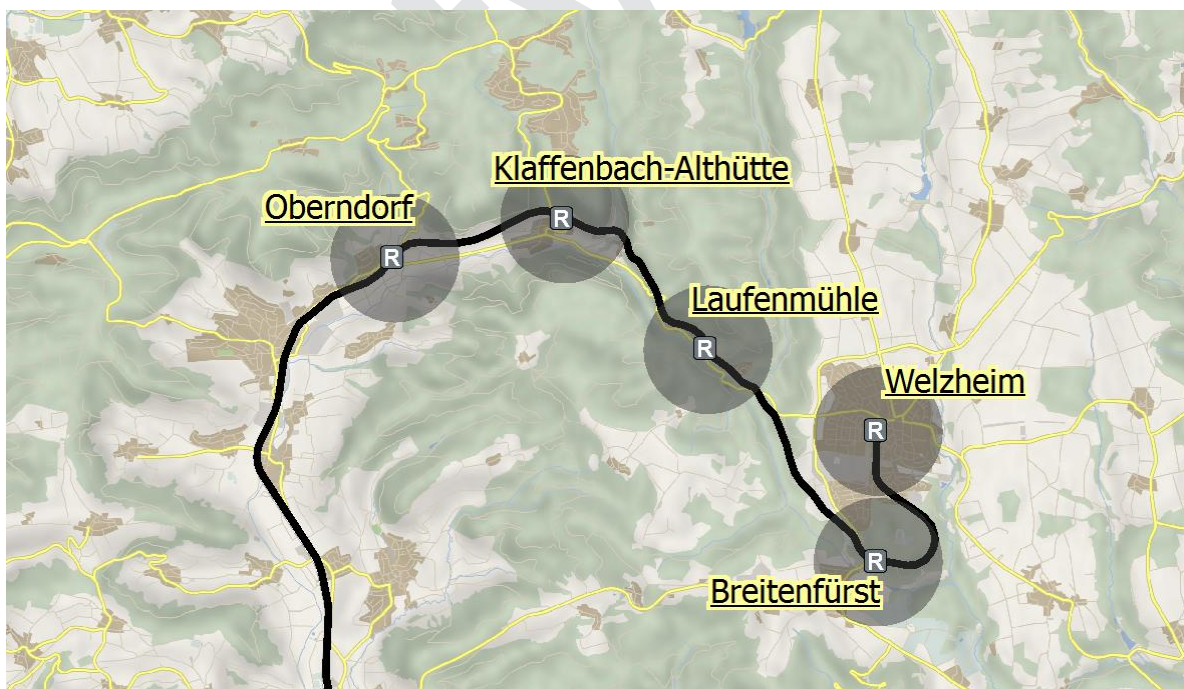 Klaffenbach-Althütte
R
Oberndorf
R
Laufenmühle
R
Welzheim
R
R
Breitenfürst